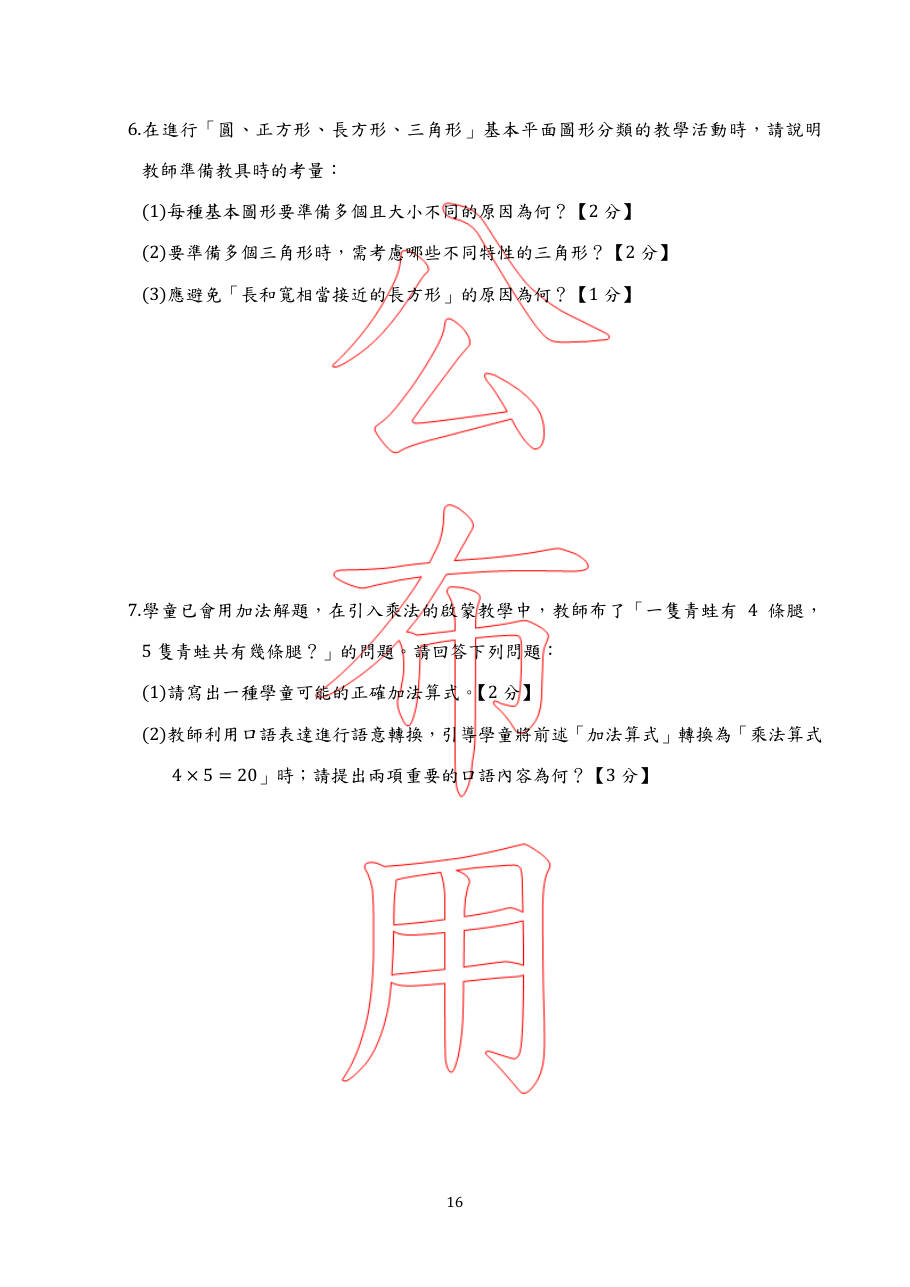 6.在進行「圓、正方形、長方形、三角形」基本平面圖形分類的教學活動時，請說明
教師準備教具時的考量：
(1)每種基本圖形要準備多個且大小不同的原因為何？【2 分】
(2)要準備多個三角形時，需考慮哪些不同特性的三角形？【2 分】
(3)應避免「長和寬相當接近的長方形」的原因為何？【1 分】
7.學童已會用加法解題，在引入乘法的啟蒙教學中，教師布了「一隻青蛙有 4 條腿，
5 隻青蛙共有幾條腿？」的問題。請回答下列問題：
(1)請寫出一種學童可能的正確加法算式。【2 分】
(2)教師利用口語表達進行語意轉換，引導學童將前述「加法算式」轉換為「乘法算式
4 × 5 = 20」時；請提出兩項重要的口語內容為何？【3 分】
公
布
用
16